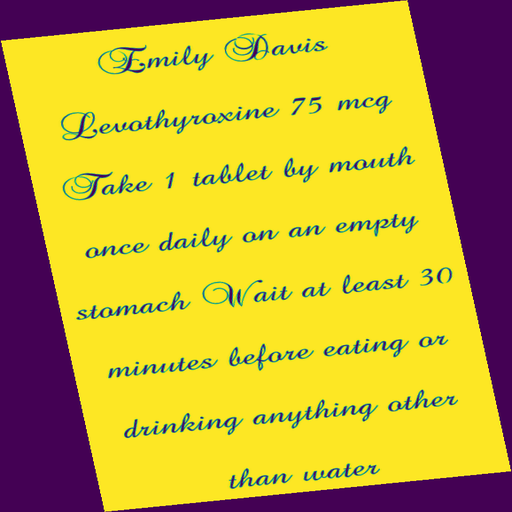 Emily Davis
Levothyroxine 75 mcg
Take 1 tablet by mouth
once daily on an empty
stomach Wait at least 30
minutes before eating or
drinking anything other
than water